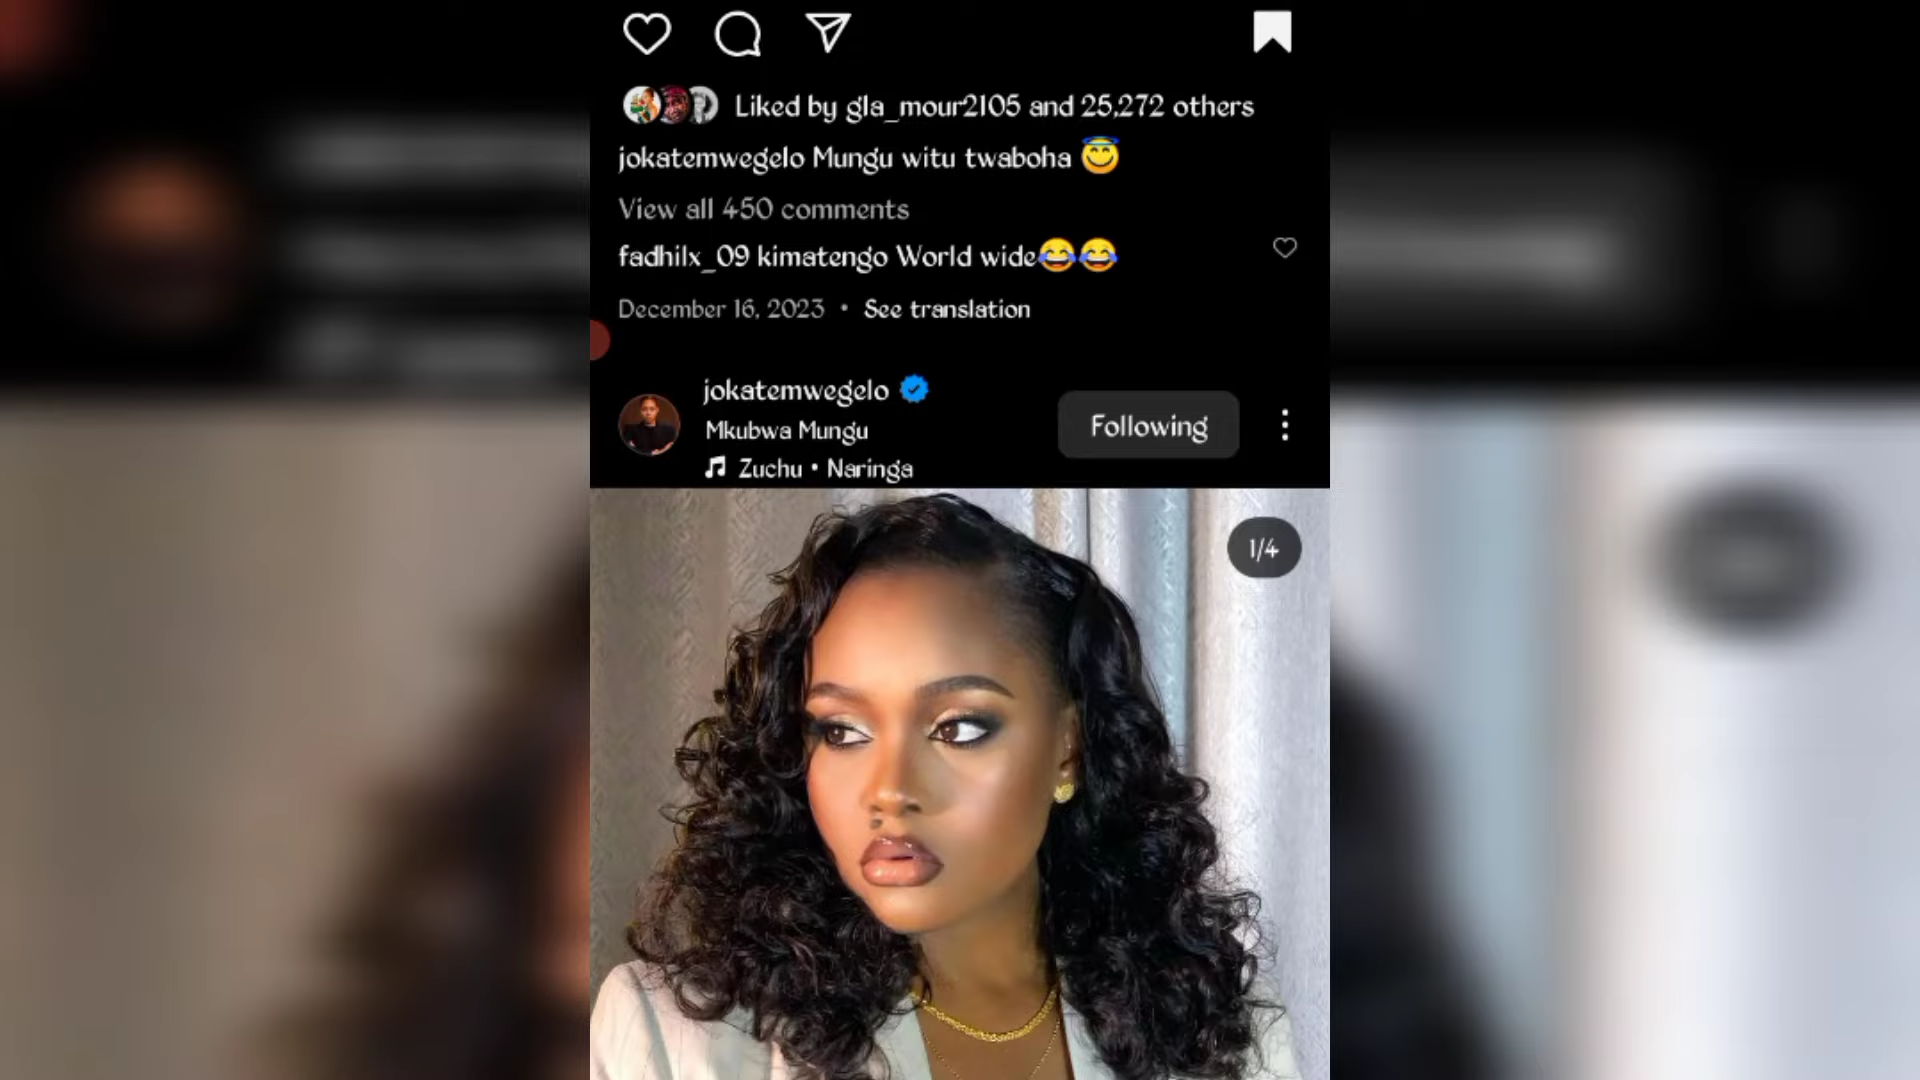 Liked by gla_mour2105 and 25,272 others
jokatemwegelo Mungu witu twaboha 😇
View all 450 comments
fadhilx_09 kimatengo World wide😂😂
December 16, 2023 • See translation
jokatemwegelo
Mkubwa Mungu
Zuchu • Naringa
Following
1/4